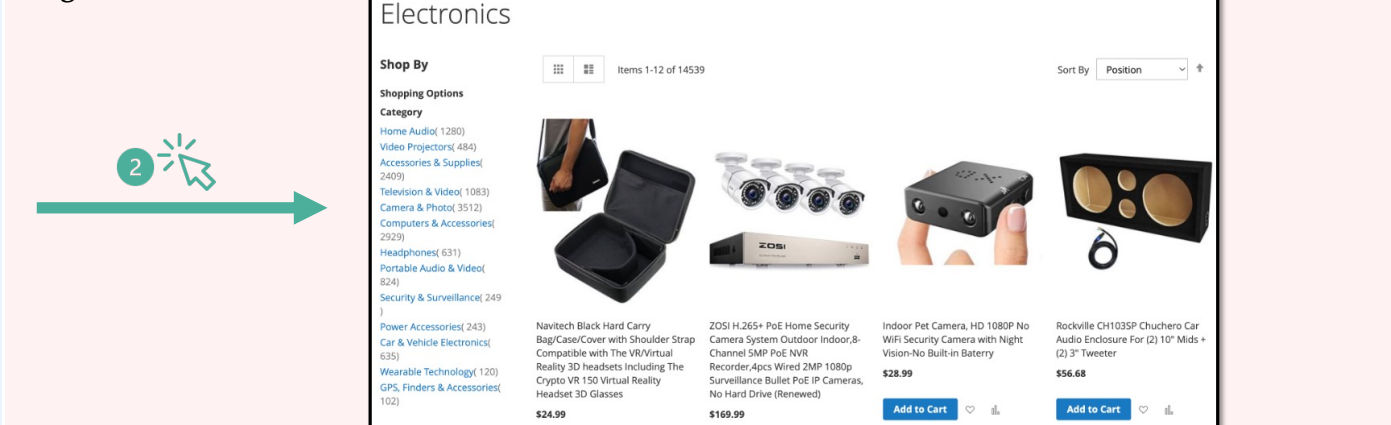 Electronics
Shop By
Items 1-12 of 14539
Sort By Position
Shopping Options
Category
Home Audio( 1280)
Video Projectors( 484)
Accessories & Supplies(
2409)
Television & Video( 1083)
Camera & Photo( 3512)
Computers & Accessories(
2929)
Headphones( 631)
Portable Audio & Video(
824)
Security & Surveillance( 249
)
Power Accessories( 243)
Car & Vehicle Electronics(
635)
Wearable Technology( 120)
GPS, Finders & Accessories(
102)
2
ZOSI
Navitech Black Hard Carry
Bag/Case/Cover with Shoulder Strap
Compatible with The VR/Virtual
Reality 3D headsets Including The
Crypto VR 150 Virtual Reality
Headset 3D Glasses
$24.99
ZOSI H.265+ PoE Home Security
Camera System Outdoor Indoor,8-
Channel 5MP PoE NVR
Recorder,4pcs Wired 2MP 1080p
Surveillance Bullet PoE IP Cameras,
No Hard Drive (Renewed)
$169.99
Indoor Pet Camera, HD 1080P No
WiFi Security Camera with Night
Vision-No Built-in Baterry
$28.99
Add to Cart
Rockville CH103SP Chuchero Car
Audio Enclosure For (2) 10" Mids +
(2) 3" Tweeter
$56.68
Add to Cart